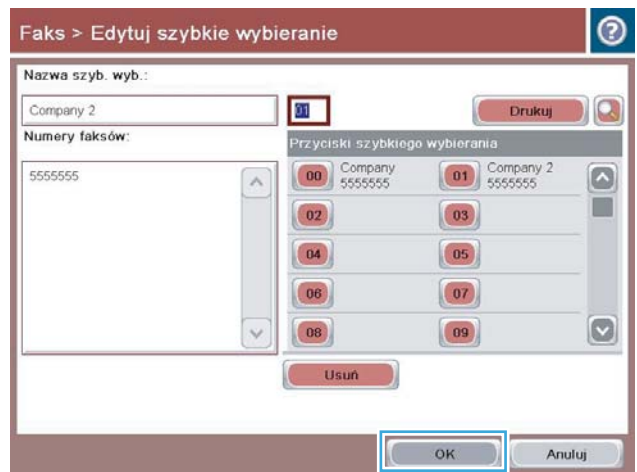 Faks > Edytuj szybkie wybieranie
?
Nazwa szyb. wyb.:
Company 2
01
Drukuj
Numery faksów:
5555555
Przyciski szybkiego wybierania
00 Company 5555555
01 Company 2 5555555
02
03
04
05
06
07
08
09
Usuń
OK
Anuluj